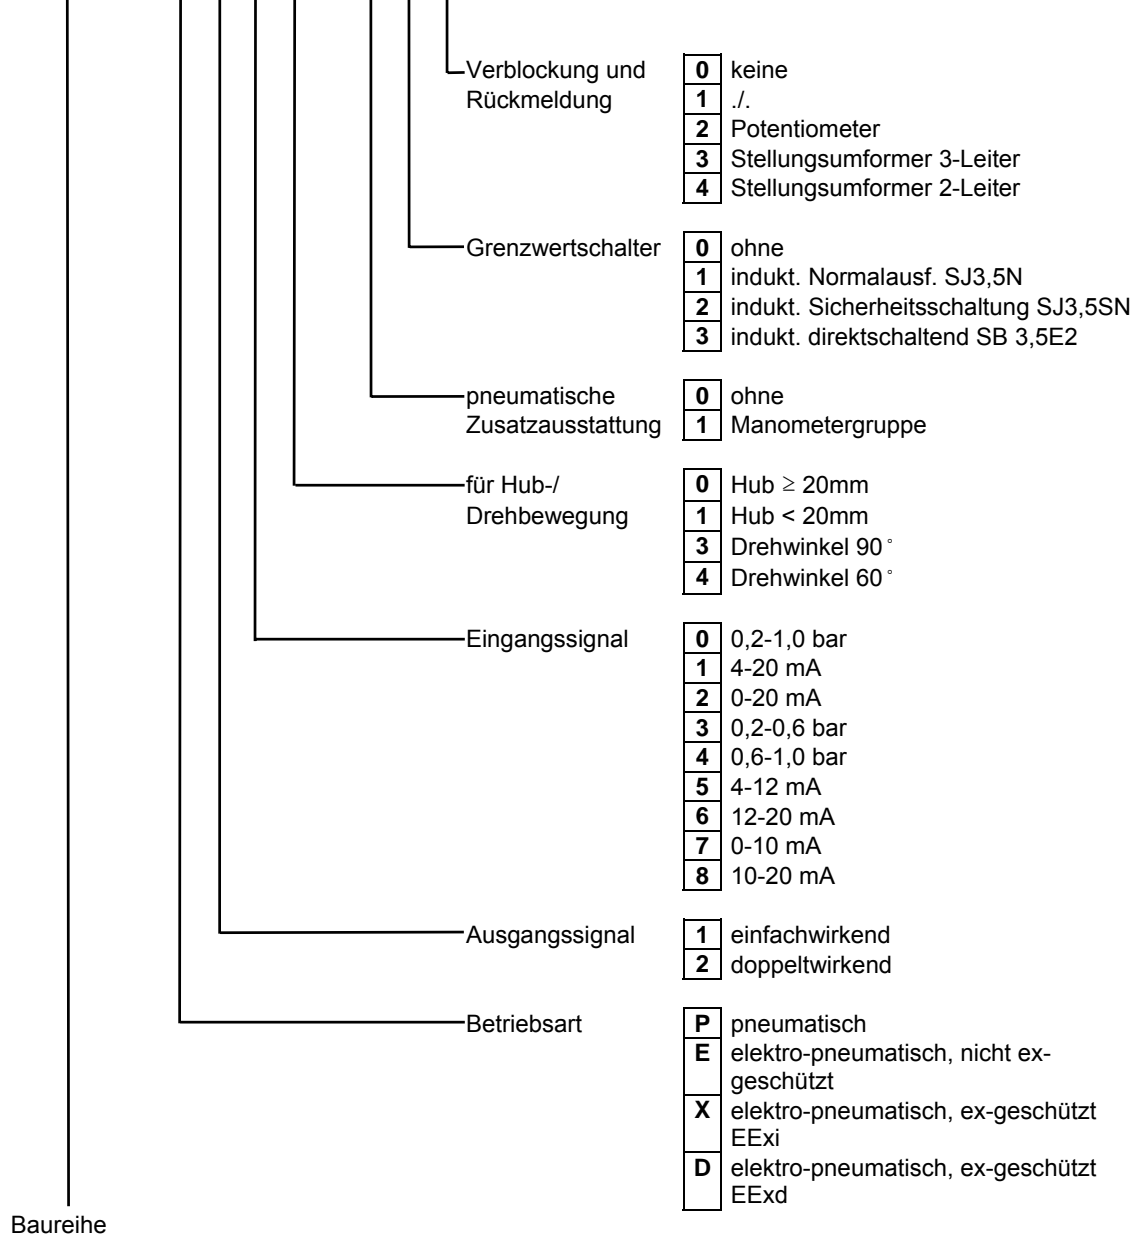 Verblockung und 0 keine
Rückmeldung 1 ./.
2 Potentiometer
3 Stellungsumformer 3-Leiter
4 Stellungsumformer 2-Leiter
Grenzwertschalter 0 ohne
1 indukt. Normalausf. SJ3,5N
2 indukt. Sicherheitsschaltung SJ3,5SN
3 indukt. direktschaltend SB 3,5E2
pneumatische 0 ohne
Zusatzausstattung 1 Manometergruppe
für Hub-/ 0 Hub ≥ 20mm
Drehbewegung 1 Hub < 20mm
3 Drehwinkel 90°
4 Drehwinkel 60°
Eingangssignal 0 0,2-1,0 bar
1 4-20 mA
2 0-20 mA
3 0,2-0,6 bar
4 0,6-1,0 bar
5 4-12 mA
6 12-20 mA
7 0-10 mA
8 10-20 mA
Ausgangssignal 1 einfachwirkend
2 doppeltwirkend
Betriebsart P pneumatisch
E elektro-pneumatisch, nicht ex-
geschützt
X elektro-pneumatisch, ex-geschützt
EExi
D elektro-pneumatisch, ex-geschützt
EExd
Baureihe